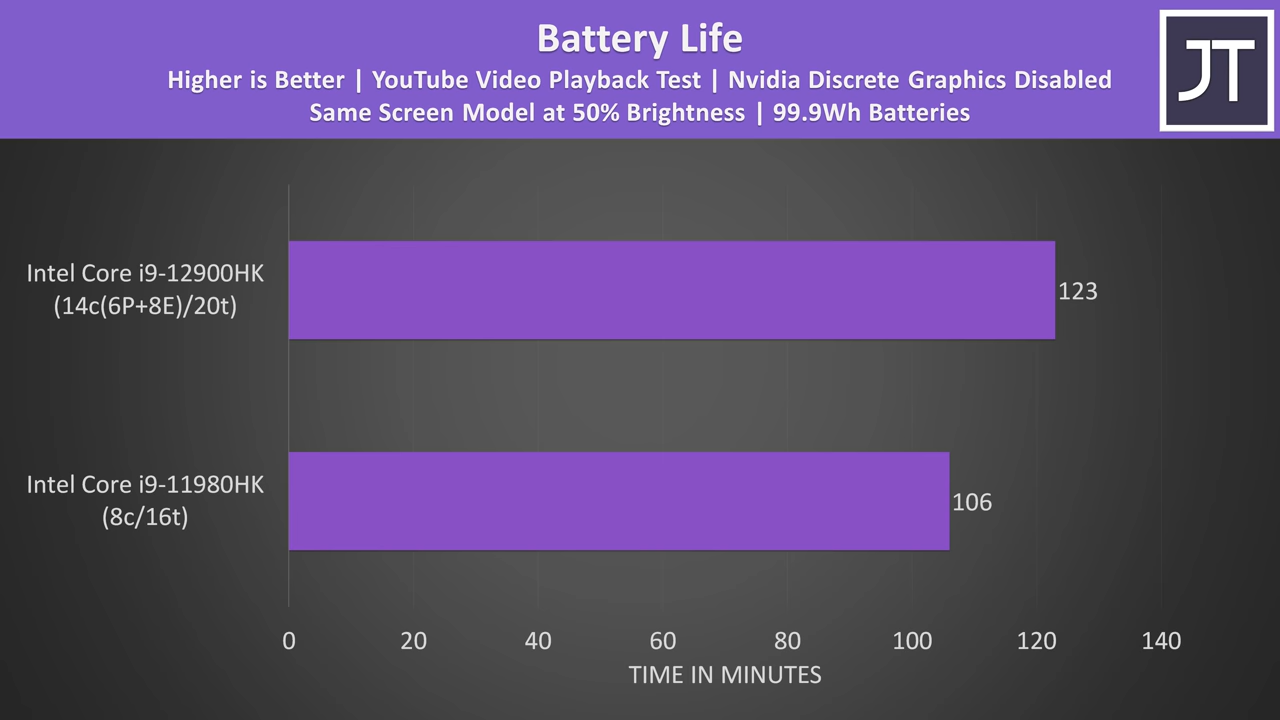 Battery Life
Higher is Better | YouTube Video Playback Test | Nvidia Discrete Graphics Disabled
Same Screen Model at 50% Brightness | 99.9Wh Batteries
JT
Intel Core i9-12900HK
(14c(6P+8E)/20t)
123
Intel Core i9-11980HK
(8c/16t)
106
0 20 40 60 80 100 120 140
TIME IN MINUTES